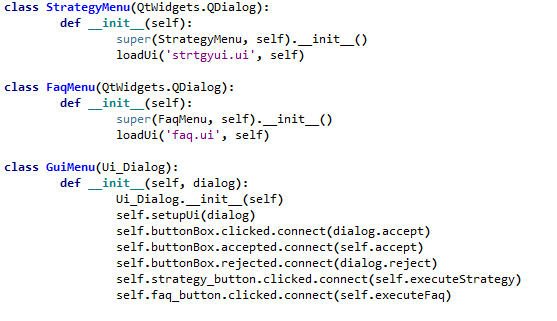 class StrategyMenu(QtWidgets.QDialog):
        def __init__(self):
                super(StrategyMenu, self).__init__()
                loadUi('strtgyui.ui', self)

class FaqMenu(QtWidgets.QDialog):
        def __init__(self):
                super(FaqMenu, self).__init__()
                loadUi('faq.ui', self)

class GuiMenu(Ui_Dialog):
        def __init__(self, dialog):
                Ui_Dialog.__init__(self)
                self.setupUi(dialog)
                self.buttonBox.clicked.connect(dialog.accept)
                self.buttonBox.accepted.connect(self.accept)
                self.buttonBox.rejected.connect(dialog.reject)
                self.strategy_button.clicked.connect(self.executeStrategy)
                self.faq_button.clicked.connect(self.executeFaq)